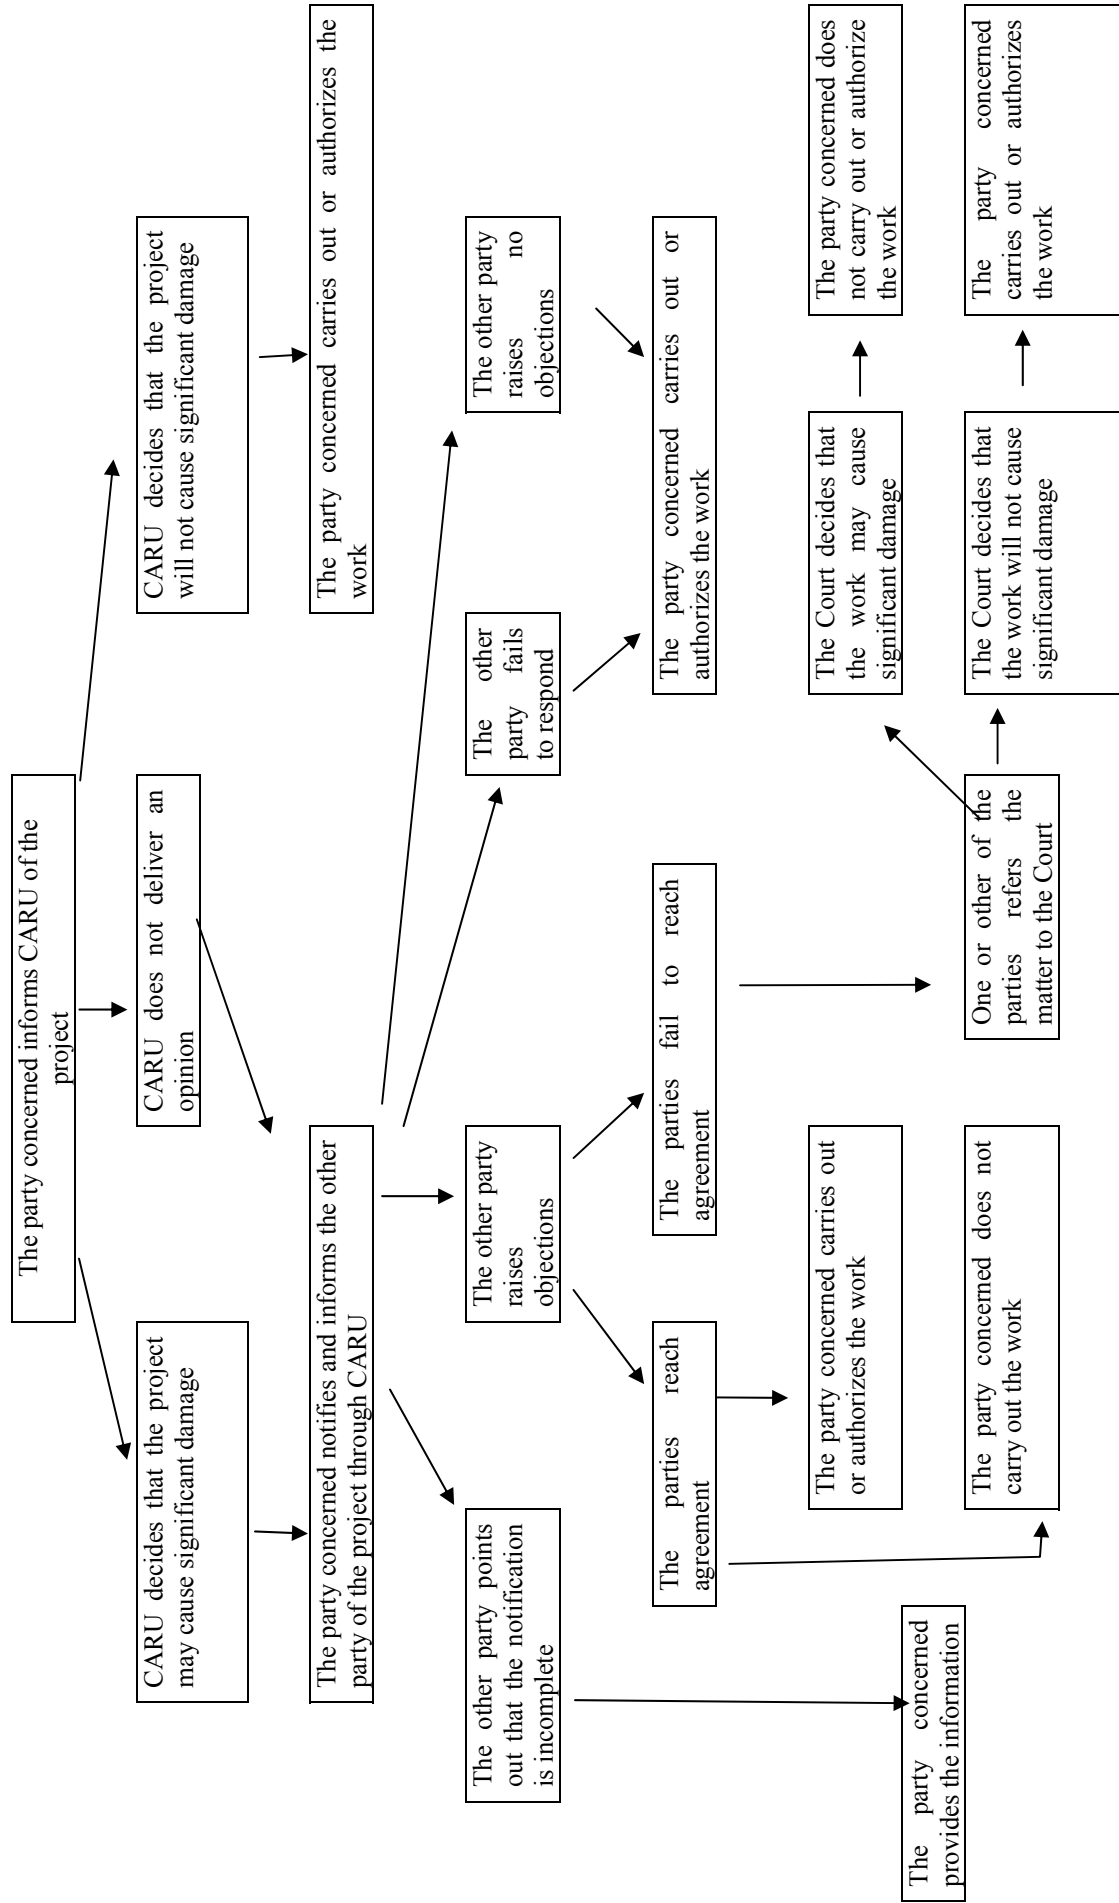 The party concerned informs CARU of the
project
CARU decides that the project
may cause significant damage
CARU does not deliver an
opinion
CARU decides that the project
will not cause significant damage
The party concerned notifies and informs the other
party of the project through CARU
The party concerned carries out or authorizes the
work
The other party points
out that the notification
is incomplete
The other party
raises
objections
The other
party fails
to respond
The other party
raises no
objections
The parties reach
agreement
The parties fail to reach
agreement
The party concerned carries out or
authorizes the work
The party concerned carries out
or authorizes the work
The Court decides that
the work may cause
significant damage
The party concerned does
not carry out or authorize
the work
The party concerned
provides the information
The party concerned does not
carry out the work
One or other of the
parties refers the
matter to the Court
The Court decides that
the work will not cause
significant damage
The party concerned
carries out or authorizes
the work